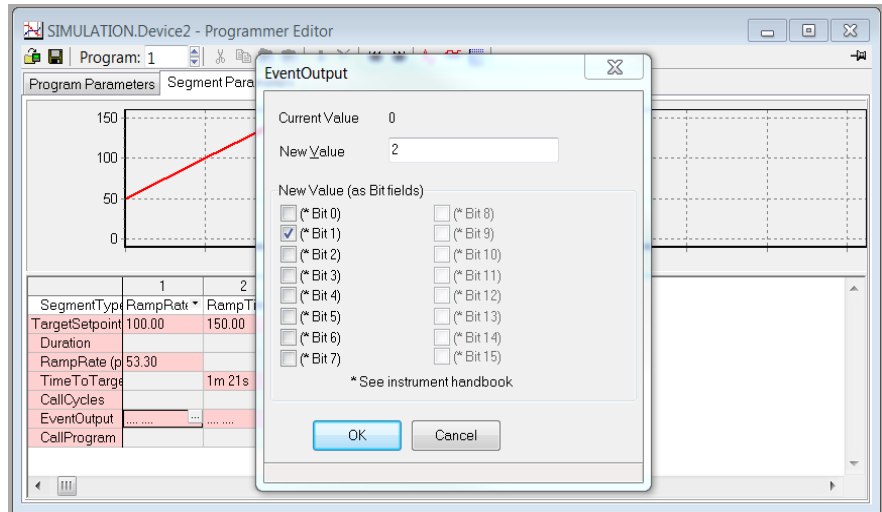 SIMULATION.Device2 - Programmer Editor
Program: 1
Program Parameters Segment Para
150
100
50
0
1 2
SegmentType RampRate RampTi
TargetSetpoint 100.00 150.00
Duration
RampRate (p 53.30
TimeToTarge 1m 21s
CallCycles
EventOutput .... .... ... .... ....
CallProgram
EventOutput
Current Value 0
New Value 2
New Value (as Bitfields)
(* Bit 0) (* Bit 8)
(* Bit 1) (* Bit 9)
(* Bit 2) (* Bit 10)
(* Bit 3) (* Bit 11)
(* Bit 4) (* Bit 12)
(* Bit 5) (* Bit 13)
(* Bit 6) (* Bit 14)
(* Bit 7) (* Bit 15)
* See instrument handbook
OK Cancel